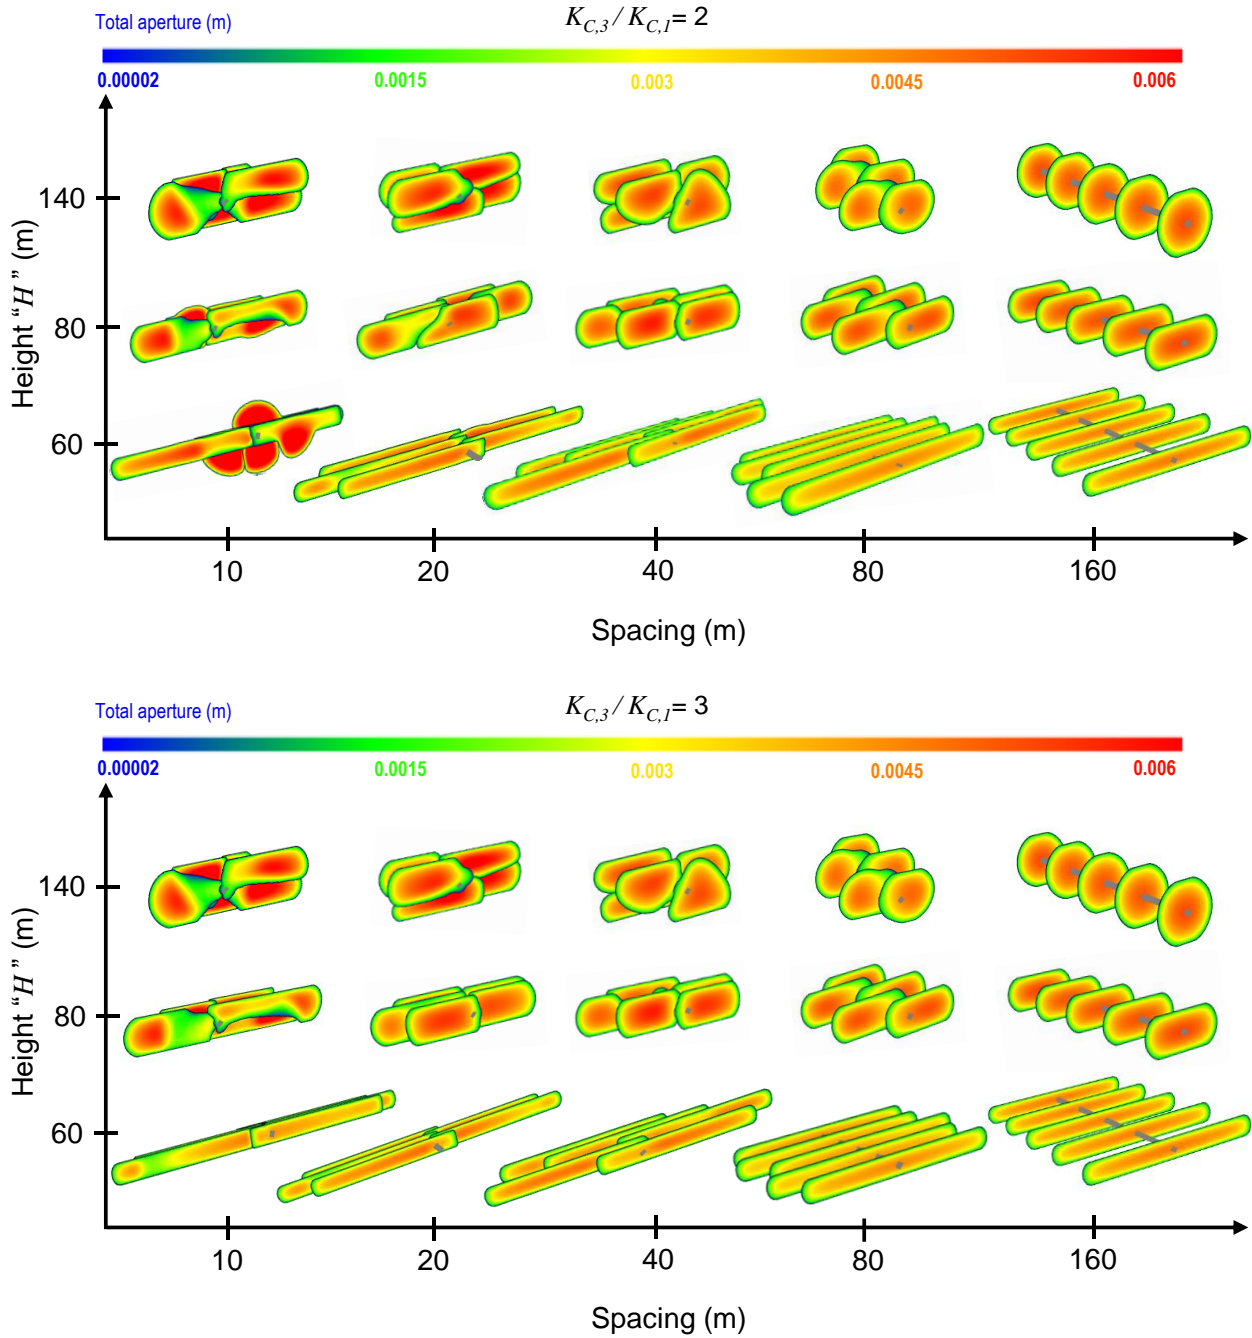 K_{C,3} / K_{C,1} = 2
Total aperture (m)
0.00002 0.0015 0.003 0.0045 0.006
Height “H” (m)
140
80
60
10 20 40 80 160
Spacing (m)
K_{C,3} / K_{C,1} = 3
Total aperture (m)
0.00002 0.0015 0.003 0.0045 0.006
Height “H” (m)
140
80
60
10 20 40 80 160
Spacing (m)